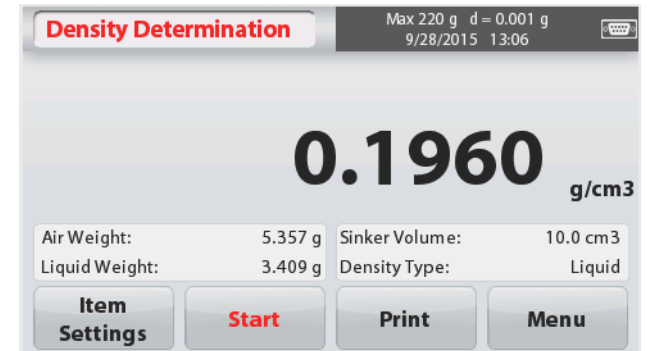 Density Determination
Max 220 g d = 0.001 g
9/28/2015 13:06
0.1960
g/cm3
Air Weight: 5.357 g Sinker Volume: 10.0 cm3
Liquid Weight: 3.409 g Density Type: Liquid
Item
Settings
Start
Print
Menu